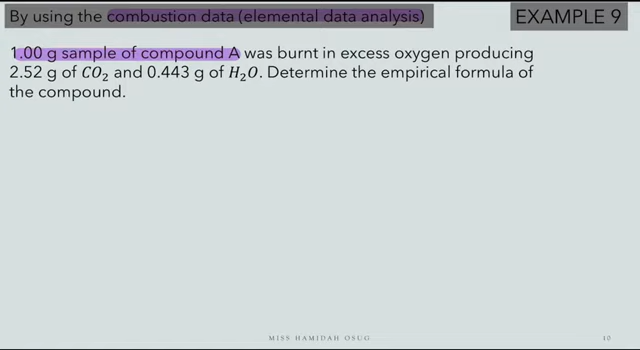 By using the combustion data (elemental data analysis)
EXAMPLE 9
1.00 g sample of compound A was burnt in excess oxygen producing
2.52 g of CO₂ and 0.443 g of H₂O. Determine the empirical formula of
the compound.
MISS HAMIDAH OSUG
10